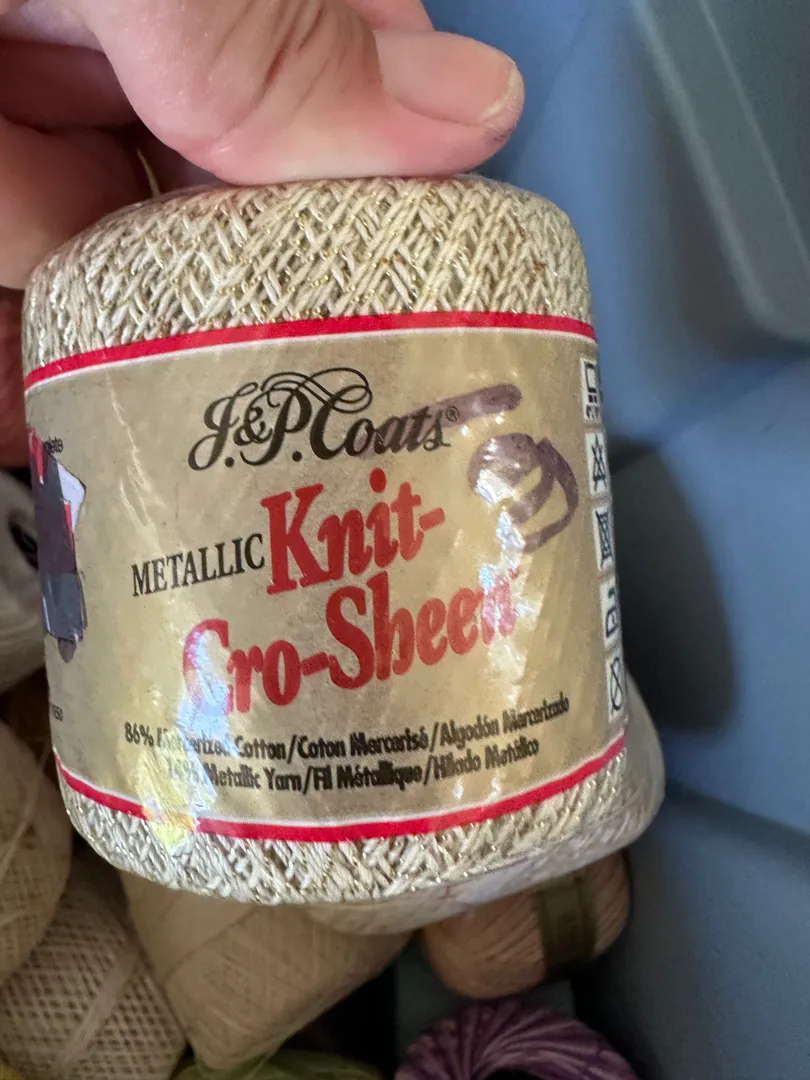 J.&P. Coats®
METALLIC Knit-
Cro-Sheen
86% Mercerized Cotton/Coton Mercerisé/Algodón Mercerizado
14% Metallic Yarn/Fil Métallique/Hilado Metálico